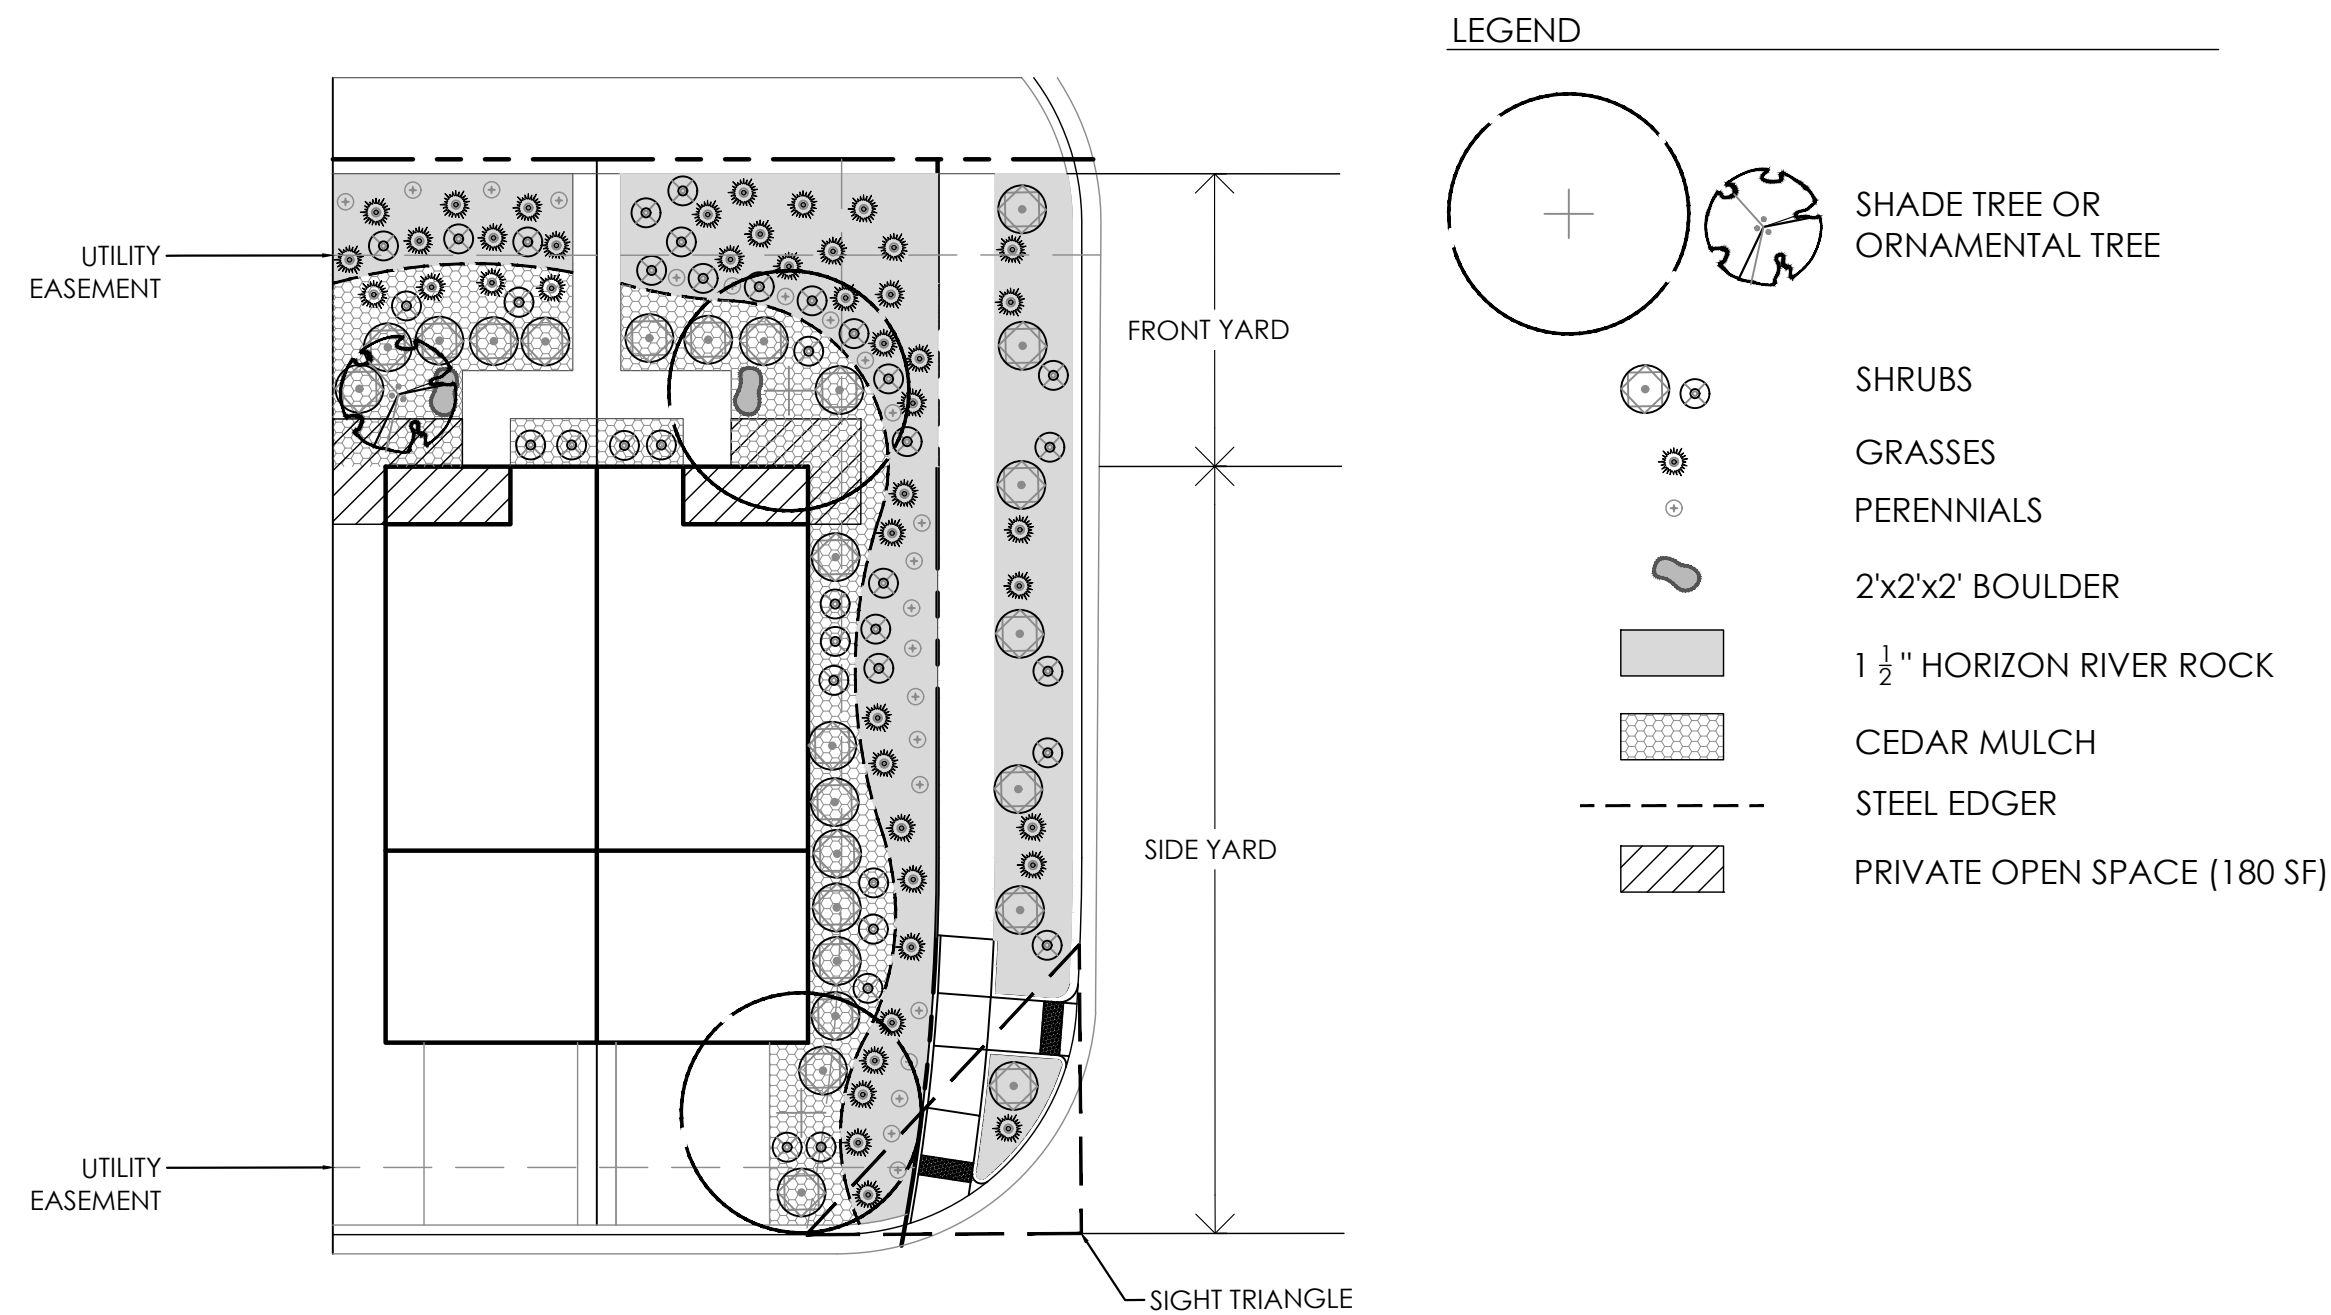 LEGEND
SHADE TREE OR
ORNAMENTAL TREE
SHRUBS
GRASSES
PERENNIALS
2'x2'x2' BOULDER
1 1/2" HORIZON RIVER ROCK
CEDAR MULCH
STEEL EDGER
PRIVATE OPEN SPACE (180 SF)
UTILITY
EASEMENT
FRONT YARD
SIDE YARD
UTILITY
EASEMENT
SIGHT TRIANGLE